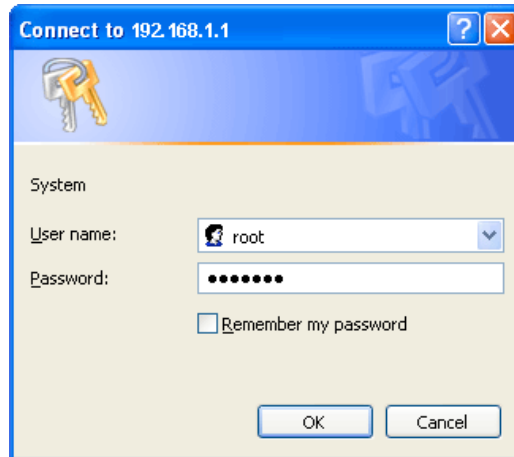 Connect to 192.168.1.1
System
User name: root
Password: •••••••
Remember my password
OK Cancel